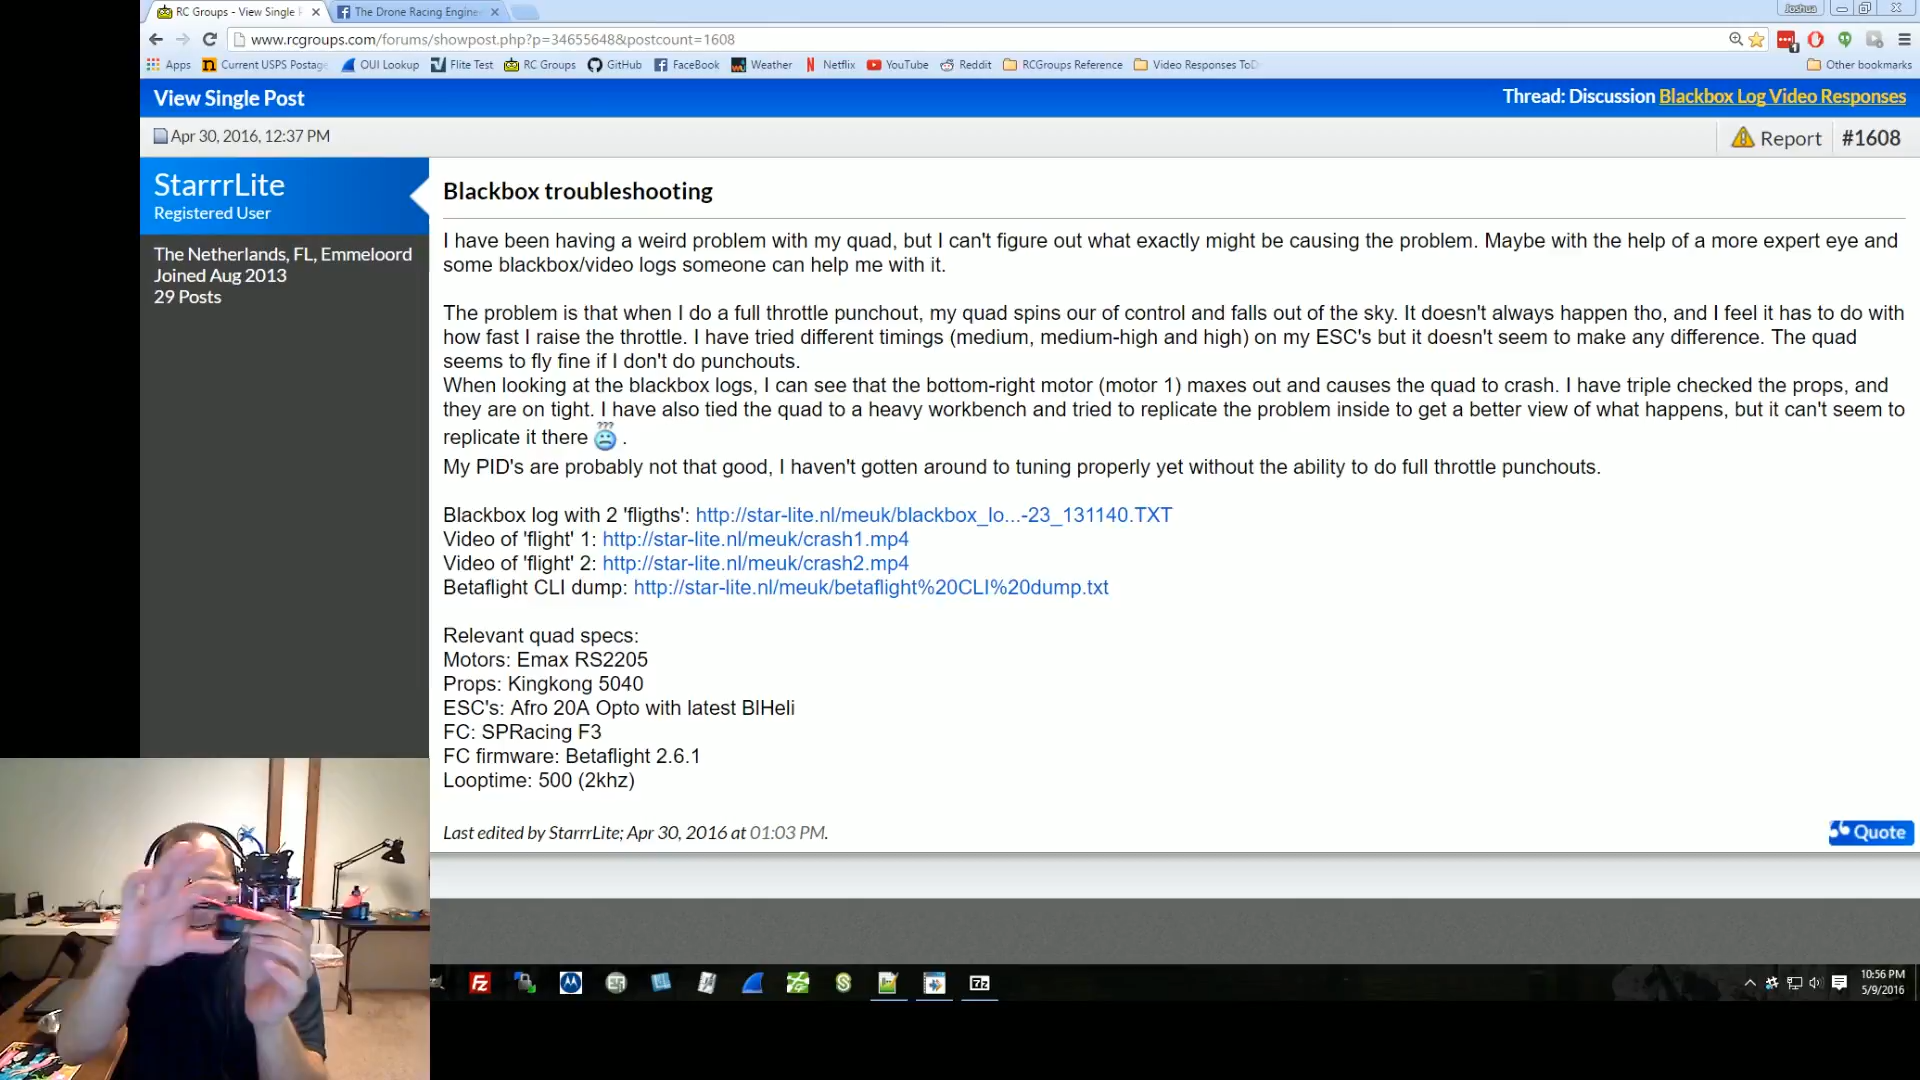 RC Groups - View Single P
The Drone Racing Engine
Joshua
www.rcgroups.com/forums/showpost.php?p=34655648&postcount=1608
Apps
Current USPS Postage
OUI Lookup
Flite Test
RC Groups
GitHub
FaceBook
Weather
Netflix
YouTube
Reddit
RCGroups Reference
Video Responses ToD
Other bookmarks
View Single Post
Thread: Discussion Blackbox Log Video Responses
Apr 30, 2016, 12:37 PM
Report
#1608
StarrrLite
Registered User
The Netherlands, FL, Emmeloord
Joined Aug 2013
29 Posts
Blackbox troubleshooting
I have been having a weird problem with my quad, but I can't figure out what exactly might be causing the problem. Maybe with the help of a more expert eye and
some blackbox/video logs someone can help me with it.
The problem is that when I do a full throttle punchout, my quad spins our of control and falls out of the sky. It doesn't always happen tho, and I feel it has to do with
how fast I raise the throttle. I have tried different timings (medium, medium-high and high) on my ESC's but it doesn't seem to make any difference. The quad
seems to fly fine if I don't do punchouts.
When looking at the blackbox logs, I can see that the bottom-right motor (motor 1) maxes out and causes the quad to crash. I have triple checked the props, and
they are on tight. I have also tied the quad to a heavy workbench and tried to replicate the problem inside to get a better view of what happens, but it can't seem to
replicate it there ??? .
My PID's are probably not that good, I haven't gotten around to tuning properly yet without the ability to do full throttle punchouts.
Blackbox log with 2 'fligths': http://star-lite.nl/meuk/blackbox_lo...-23_131140.TXT
Video of 'flight' 1: http://star-lite.nl/meuk/crash1.mp4
Video of 'flight' 2: http://star-lite.nl/meuk/crash2.mp4
Betaflight CLI dump: http://star-lite.nl/meuk/betaflight%20CLI%20dump.txt
Relevant quad specs:
Motors: Emax RS2205
Props: Kingkong 5040
ESC's: Afro 20A Opto with latest BlHeli
FC: SPRacing F3
FC firmware: Betaflight 2.6.1
Looptime: 500 (2khz)
Last edited by StarrrLite; Apr 30, 2016 at 01:03 PM.
Quote
Fz
7z
10:56 PM
5/9/2016